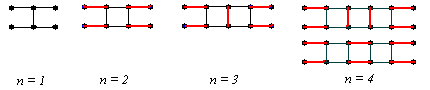 n = 1 n = 2 n = 3 n = 4